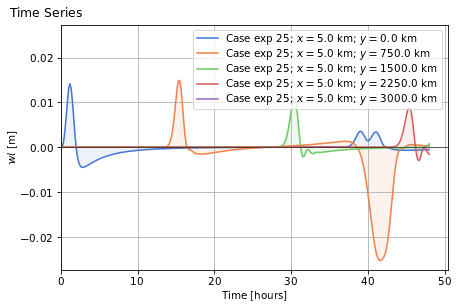 Time Series
Case exp 25; x = 5.0 km; y = 0.0 km
Case exp 25; x = 5.0 km; y = 750.0 km
Case exp 25; x = 5.0 km; y = 1500.0 km
Case exp 25; x = 5.0 km; y = 2250.0 km
Case exp 25; x = 5.0 km; y = 3000.0 km
wl [m]
0.02
0.01
0.00
−0.01
−0.02
0
10
20
30
40
50
Time [hours]